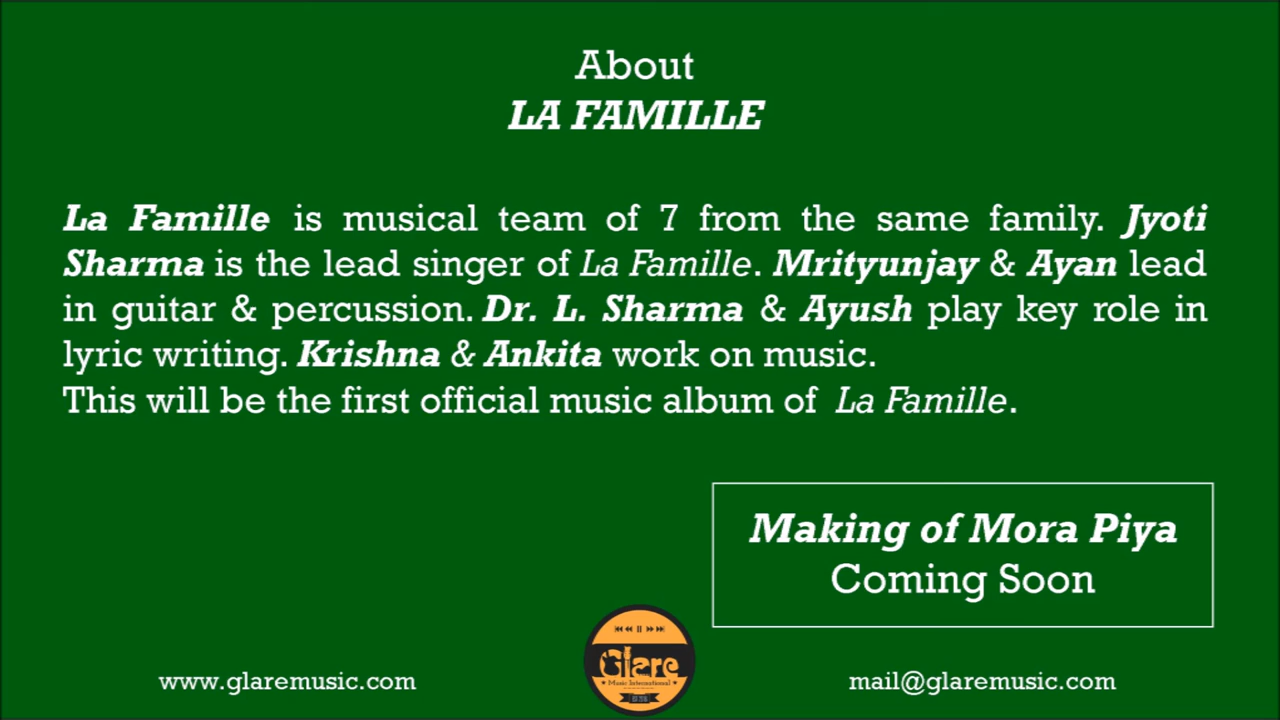 About
LA FAMILLE
La Famille is musical team of 7 from the same family. Jyoti
Sharma is the lead singer of La Famille. Mrityunjay & Ayan lead
in guitar & percussion. Dr. L. Sharma & Ayush play key role in
lyric writing. Krishna & Ankita work on music.
This will be the first official music album of La Famille.
Making of Mora Piya
Coming Soon
Glare
Music International
www.glaremusic.com
mail@glaremusic.com